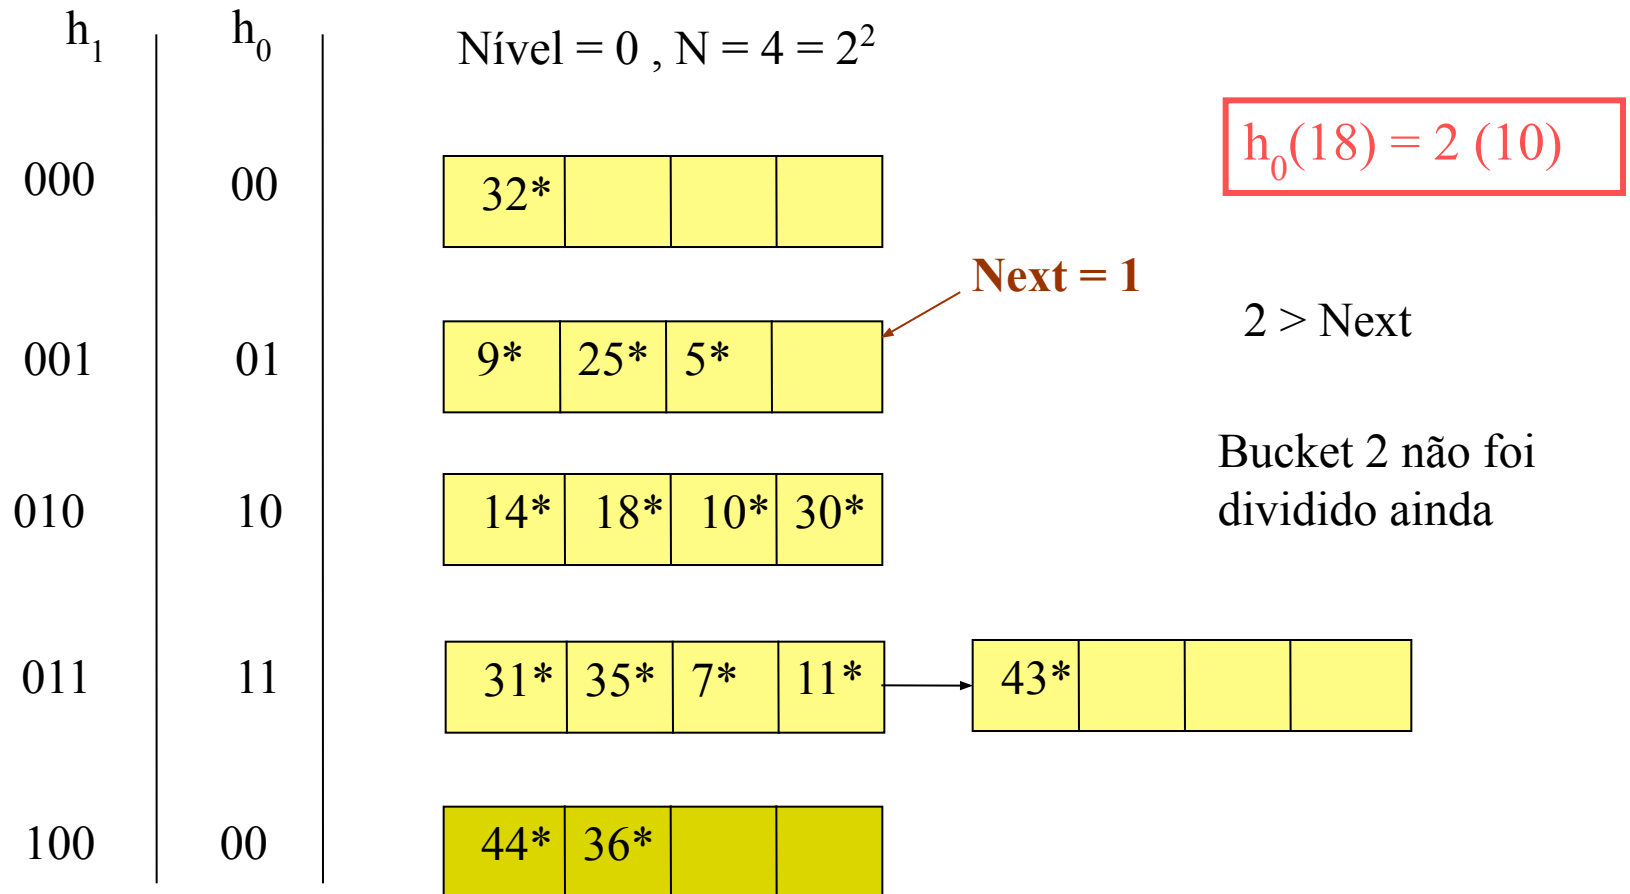 h₁ h₀ Nível = 0 , N = 4 = 2²
h₀(18) = 2 (10)
000 00 32*
Next = 1
2 > Next
001 01 9* 25* 5*
Bucket 2 não foi
dividido ainda
010 10 14* 18* 10* 30*
011 11 31* 35* 7* 11* 43*
100 00 44* 36*